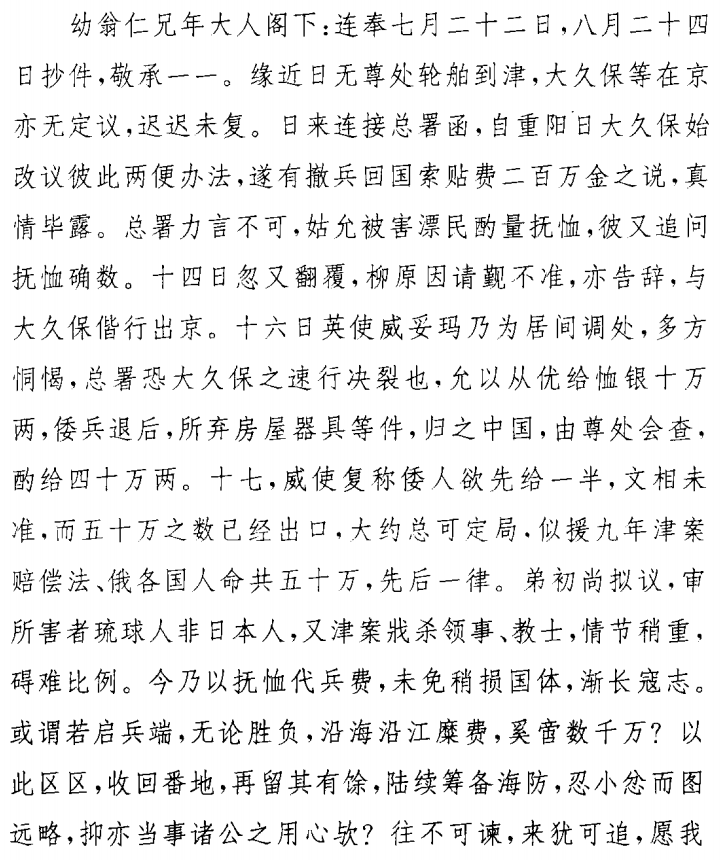 幼翁仁兄年大人阁下：连奉七月二十二日，八月二十四
日抄件，敬承一一。缘近日无尊处轮舶到津，大久保等在京
亦无定议，迟迟未复。日来连接总署函，自重阳日大久保始
改议彼此两便办法，遂有撤兵回国索贴费二百万金之说，真
情毕露。总署力言不可，姑允被害漂民酌量抚恤，彼又追问
抚恤确数。十四日忽又翻覆，柳原因请觐不准，亦告辞，与
大久保偕行出京。十六日英使威妥玛乃为居间调处，多方
恫愒，总署恐大久保之速行决裂也，允以从优给恤银十万
两，倭兵退后，所弃房屋器具等件，归之中国，由尊处会查，
酌给四十万两。十七，威使复称倭人欲先给一半，文相未
准，而五十万之数已经出口，大约总可定局，似援九年津案
赔偿法、俄各国人命共五十万，先后一律。弟初尚拟议，审
所害者琉球人非日本人，又津案戕杀领事、教士，情节稍重，
碍难比例。今乃以抚恤代兵费，未免稍损国体，渐长寇志。
或谓若启兵端，无论胜负，沿海沿江糜费，奚啻数千万？以
此区区，收回番地，再留其有馀，陆续筹备海防，忍小忿而图
远略，抑亦当事诸公之用心欤？往不可谏，来犹可追，愿我